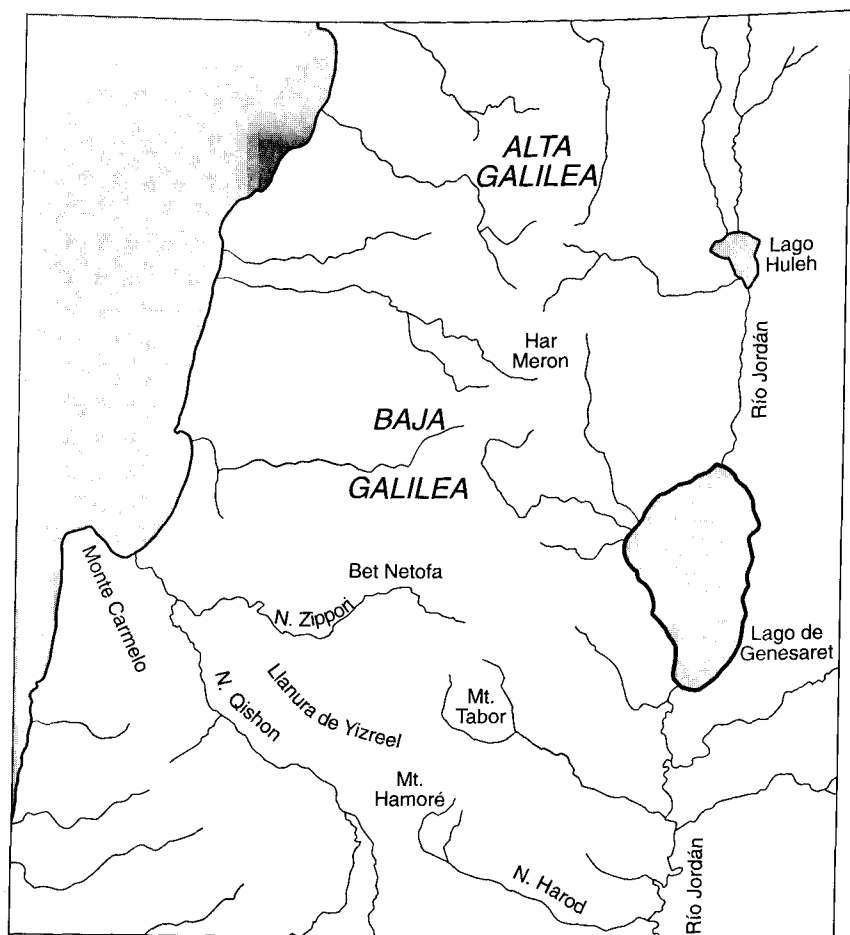 ALTA
GALILEA
Lago
Huleh
Har
Meron
Río Jordán
BAJA
GALILEA
Monte Carmelo
Bet Netofa
N. Zippori
Lago de
Genesaret
N. Qishon
Llanura de Yizreel
Mt.
Tabor
Mt.
Hamoré
N. Harod
Río Jordán